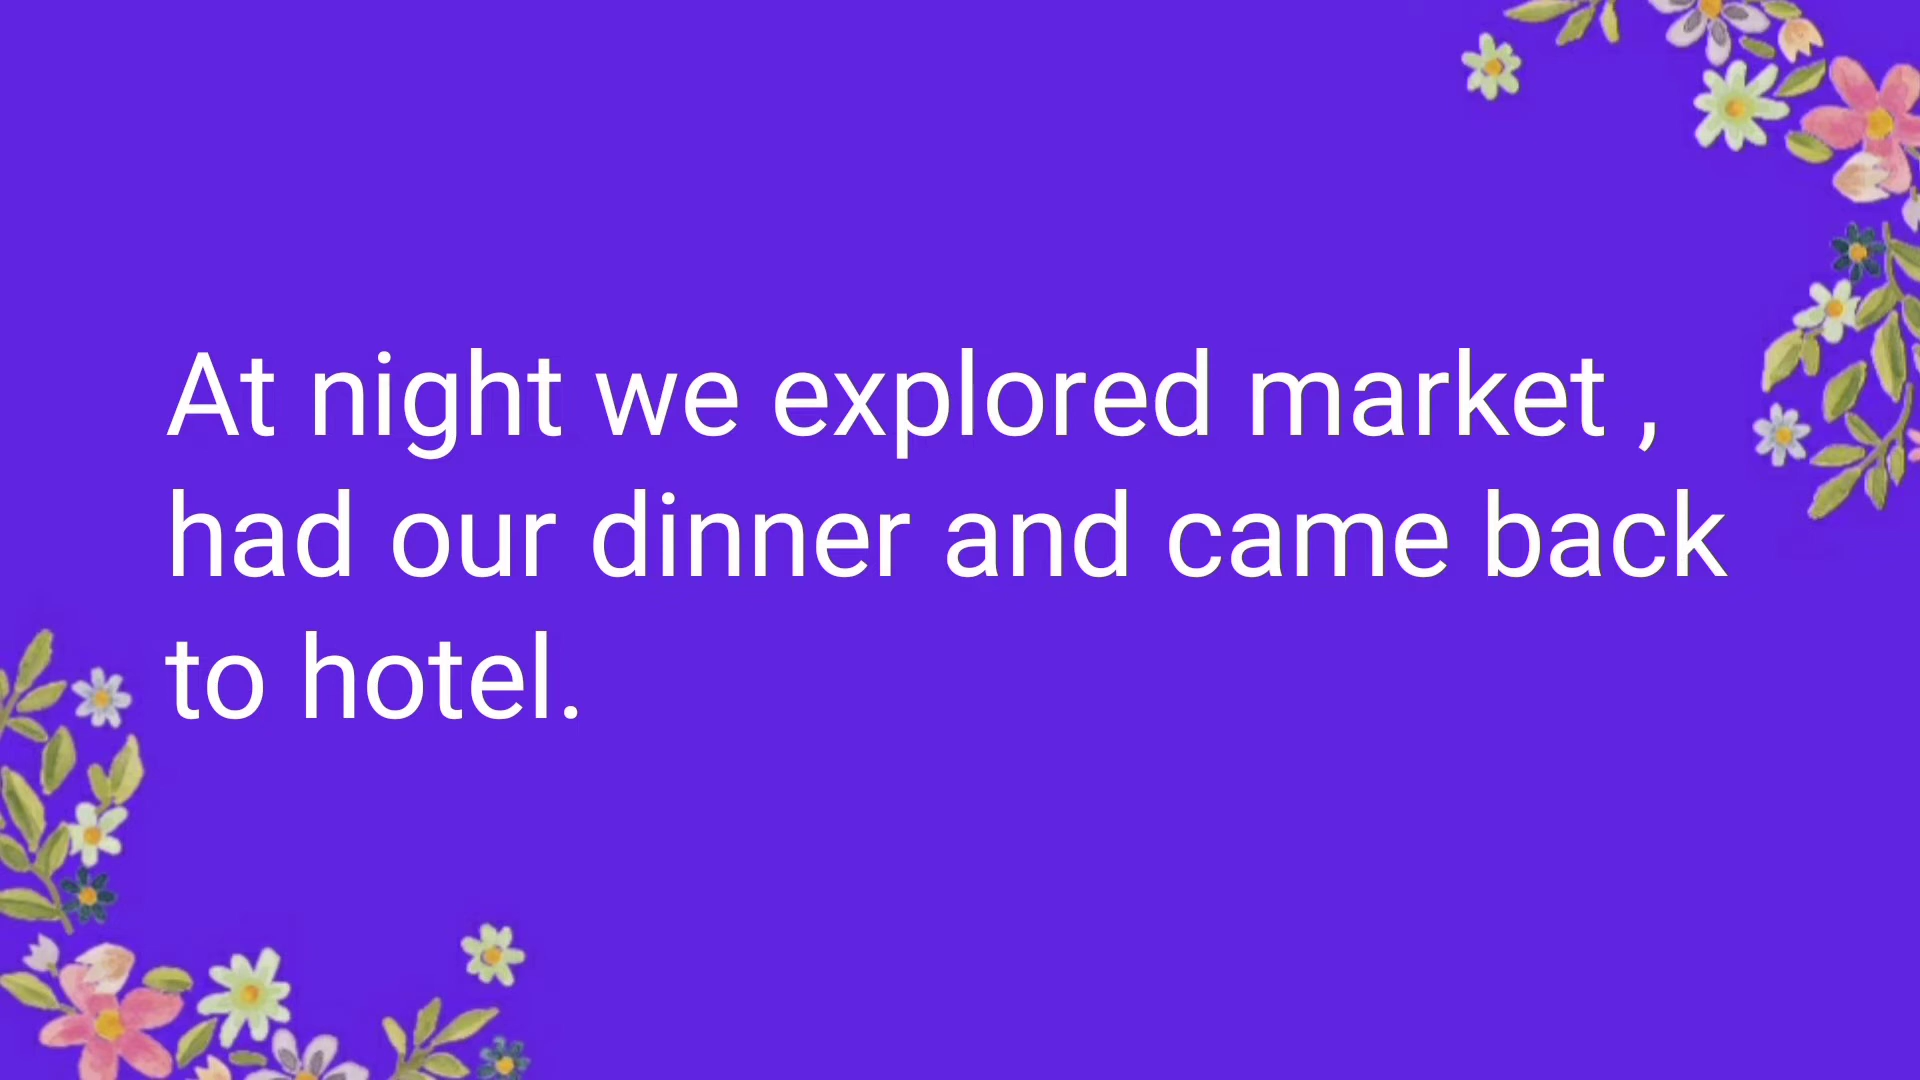 At night we explored market ,
had our dinner and came back
to hotel.